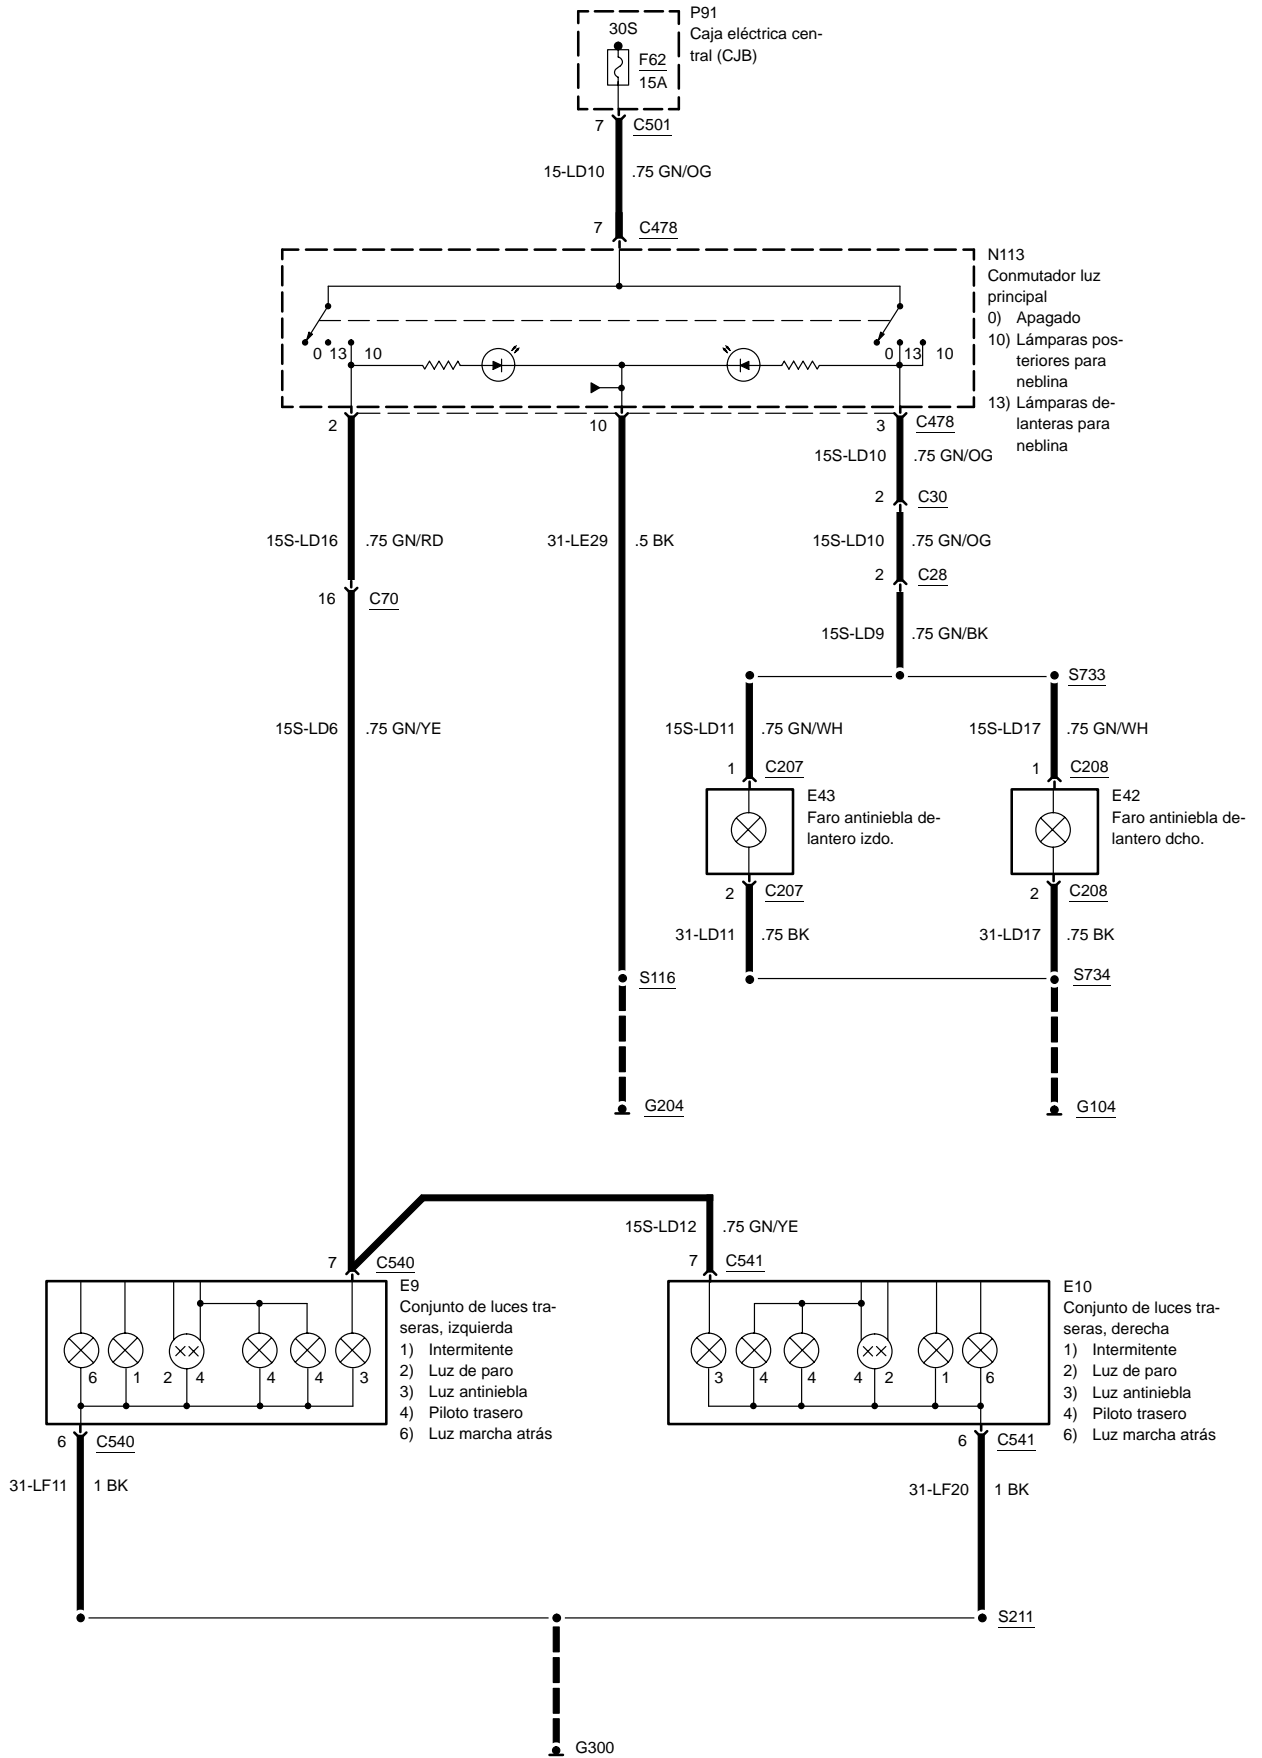 P91
30S
Caja eléctrica cen-
tral (CJB)
F62
15A
7 C501
15-LD10 .75 GN/OG
7 C478
N113
Conmutador luz
principal
0) Apagado
10) Lámparas pos-
teriores para
neblina
13) Lámparas de-
lanteras para
neblina
0 13 10
0 13 10
2 10 3 C478
15S-LD10 .75 GN/OG
2 C30
15S-LD16 .75 GN/RD
31-LE29 .5 BK
15S-LD10 .75 GN/OG
2 C28
16 C70
15S-LD9 .75 GN/BK
S733
15S-LD6 .75 GN/YE
15S-LD11 .75 GN/WH
15S-LD17 .75 GN/WH
1 C207
1 C208
E43
Faro antiniebla de-
lantero izdo.
E42
Faro antiniebla de-
lantero dcho.
2 C207
2 C208
31-LD11 .75 BK
31-LD17 .75 BK
S116
S734
G204
G104
15S-LD12 .75 GN/YE
7 C540
7 C541
E9
Conjunto de luces tra-
seras, izquierda
1) Intermitente
2) Luz de paro
3) Luz antiniebla
4) Piloto trasero
6) Luz marcha atrás
6 1 2 4 4 4 3
E10
Conjunto de luces tra-
seras, derecha
1) Intermitente
2) Luz de paro
3) Luz antiniebla
4) Piloto trasero
6) Luz marcha atrás
3 4 4 4 2 1 6
6 C540
6 C541
31-LF11 1 BK
31-LF20 1 BK
S211
G300